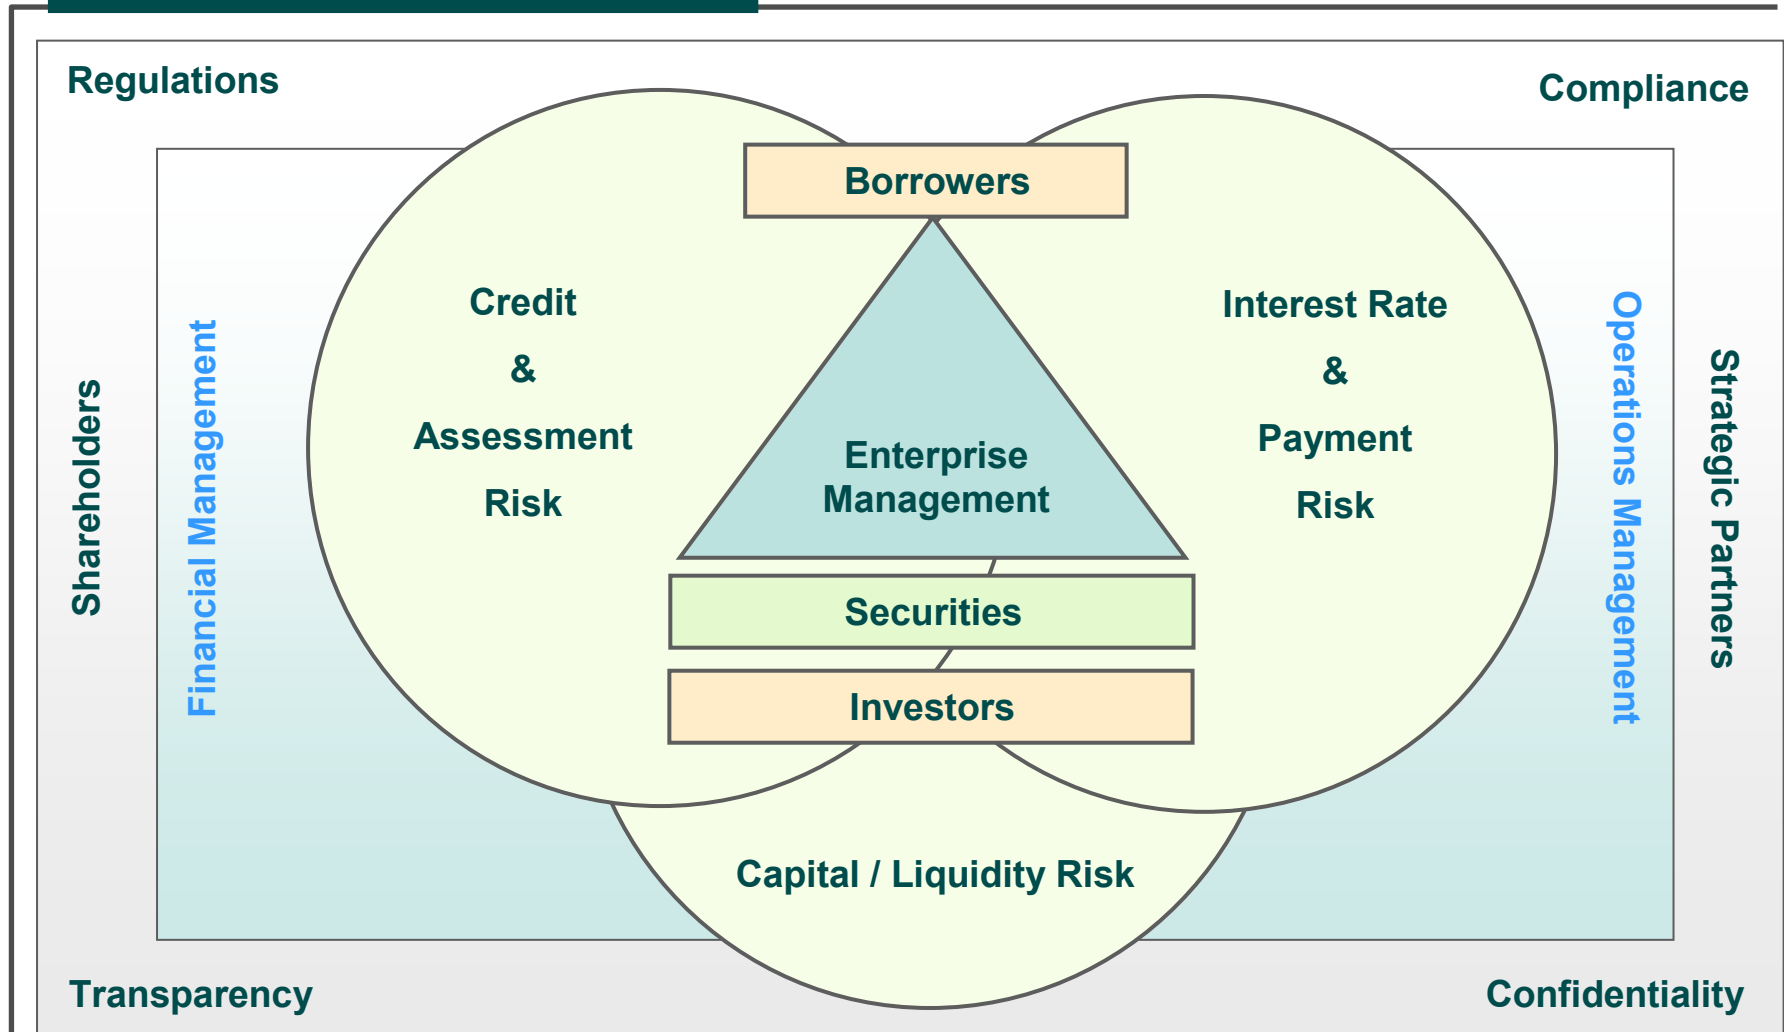 Regulations
Compliance
Borrowers
Credit
&
Assessment
Risk
Interest Rate
&
Payment
Risk
Enterprise
Management
Shareholders
Financial Management
Operations Management
Strategic Partners
Securities
Investors
Capital / Liquidity Risk
Transparency
Confidentiality